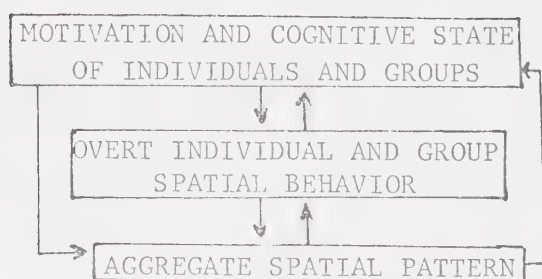 MOTIVATION AND COGNITIVE STATE
OF INDIVIDUALS AND GROUPS
OVERT INDIVIDUAL AND GROUP
SPATIAL BEHAVIOR
AGGREGATE SPATIAL PATTERN